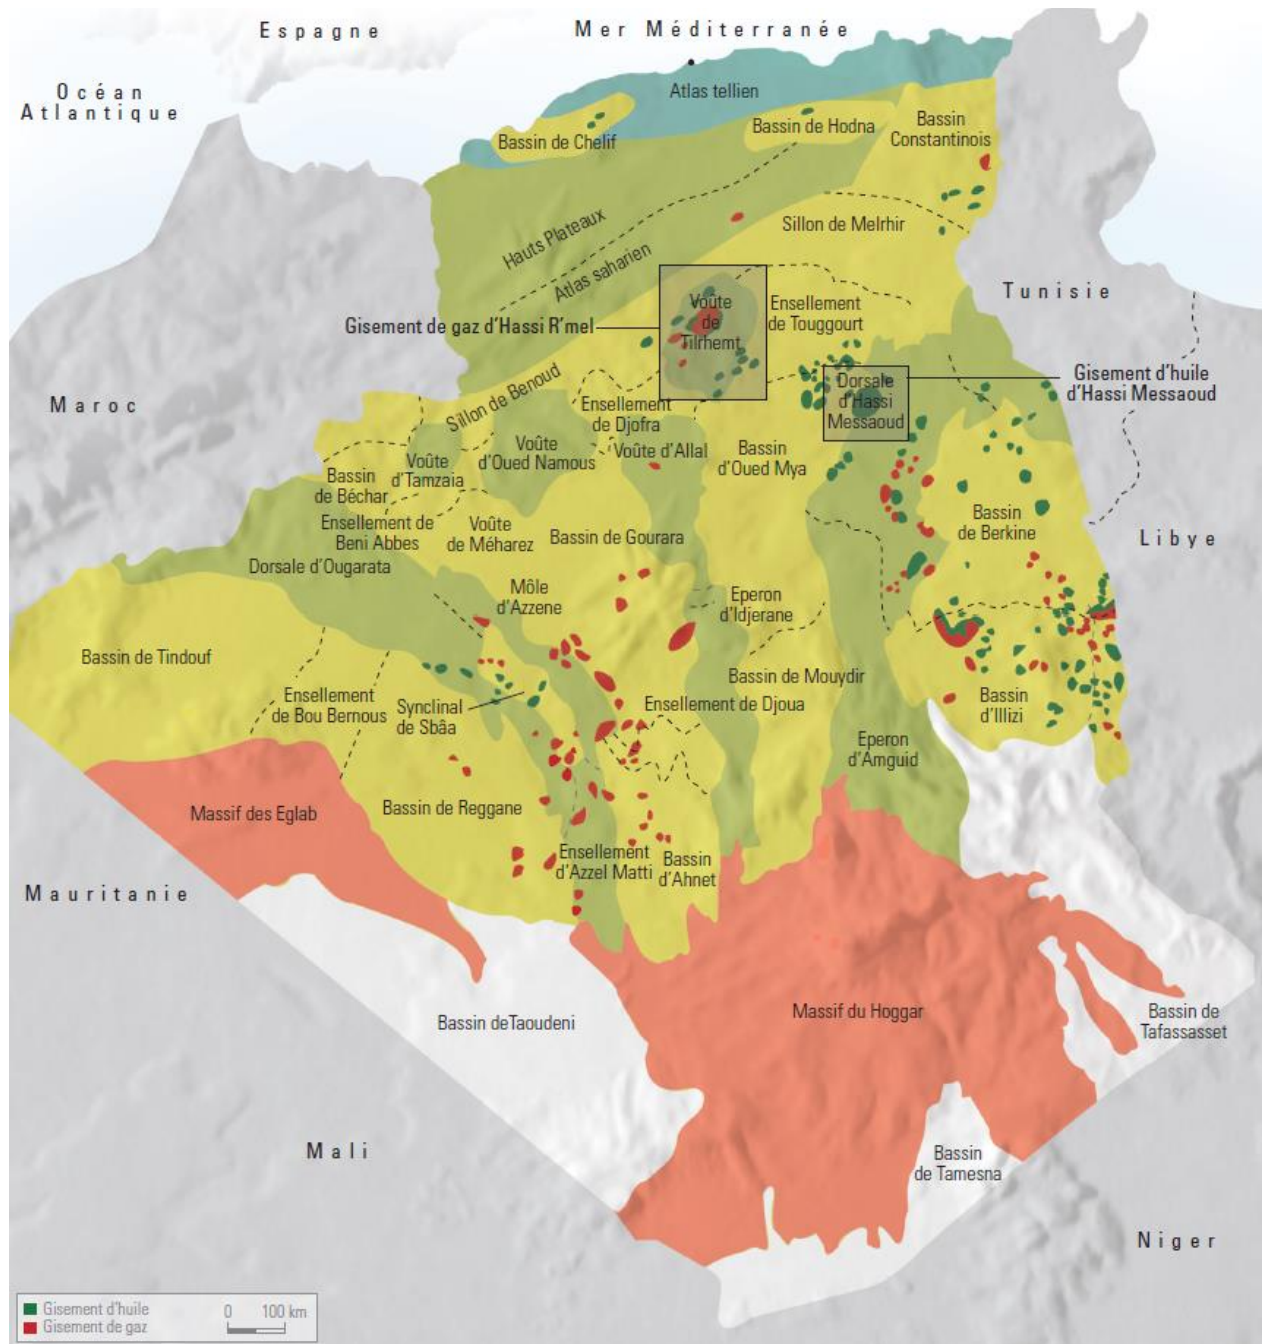 Espagne
Mer Méditerranée
Océan
Atlantique
Atlas tellien
Bassin de Chelif
Bassin de Hodna
Bassin
Constantinois
Hauts Plateaux
Atlas saharien
Sillon de Melrhir
Tunisie
Gisement de gaz d'Hassi R'mel
Voûte
de
Tilrhemt
Ensellement
de Touggourt
Gisement d'huile
d'Hassi Messaoud
Dorsale
d'Hassi
Messaoud
Maroc
Sillon de Benoud
Ensellement
de Djofra
Voûte
d'Oued Namous
Voûte d'Allal
Bassin
d'Oued Mya
Voûte
d'Tamzaia
Bassin
de Béchar
Ensellement de
Beni Abbes
Voûte
de Méharez
Bassin de Gourara
Bassin
de Berkine
Libye
Dorsale d'Ougarata
Môle
d'Azzene
Eperon
d'Idjerane
Bassin de Tindouf
Bassin de Mouydir
Ensellement
de Bou Bernous
Synclinal
de Sbâa
Ensellement de Djoua
Bassin
d'Illizi
Eperon
d'Amguid
Massif des Eglab
Bassin de Reggane
Ensellement
d'Azzel Matti
Bassin
d'Ahnet
Mauritanie
Bassin de Taoudeni
Massif du Hoggar
Bassin de
Tafassasset
Mali
Bassin
de Tamesna
Niger
Gisement d'huile
Gisement de gaz
0 100 km